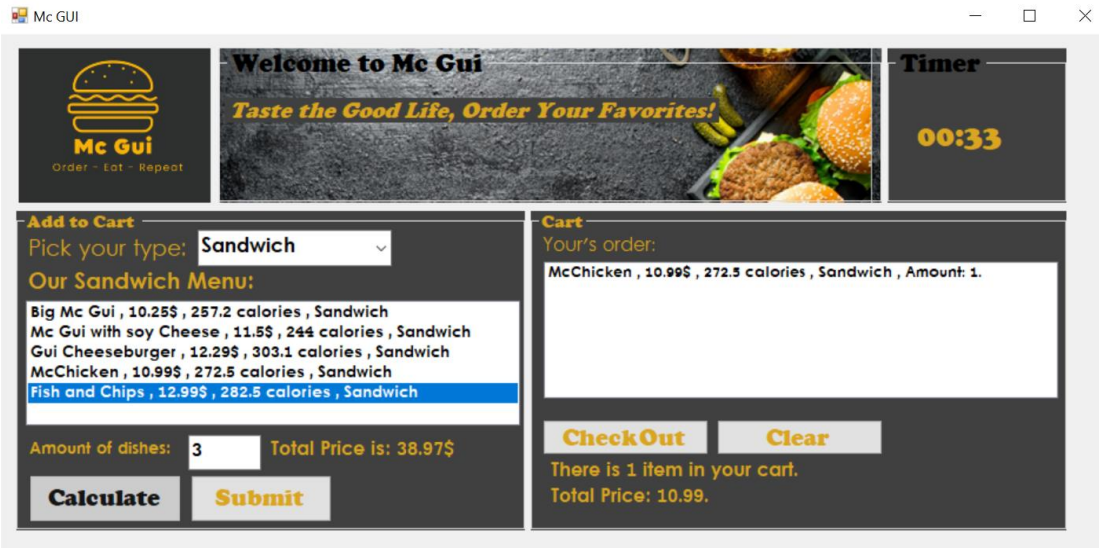 Mc GUI
Mc Gui
Order - Eat - Repeat
Welcome to Mc Gui
Taste the Good Life, Order Your Favorites!
Timer
00:33
Add to Cart
Pick your type: Sandwich
Our Sandwich Menu:
Big Mc Gui , 10.25$ , 257.2 calories , Sandwich
Mc Gui with soy Cheese , 11.5$ , 244 calories , Sandwich
Gui Cheeseburger , 12.29$ , 303.1 calories , Sandwich
McChicken , 10.99$ , 272.5 calories , Sandwich
Fish and Chips , 12.99$ , 282.5 calories , Sandwich
Amount of dishes: 3 Total Price is: 38.97$
Calculate Submit
Cart
Your's order:
McChicken , 10.99$ , 272.5 calories , Sandwich , Amount: 1.
CheckOut Clear
There is 1 item in your cart.
Total Price: 10.99.